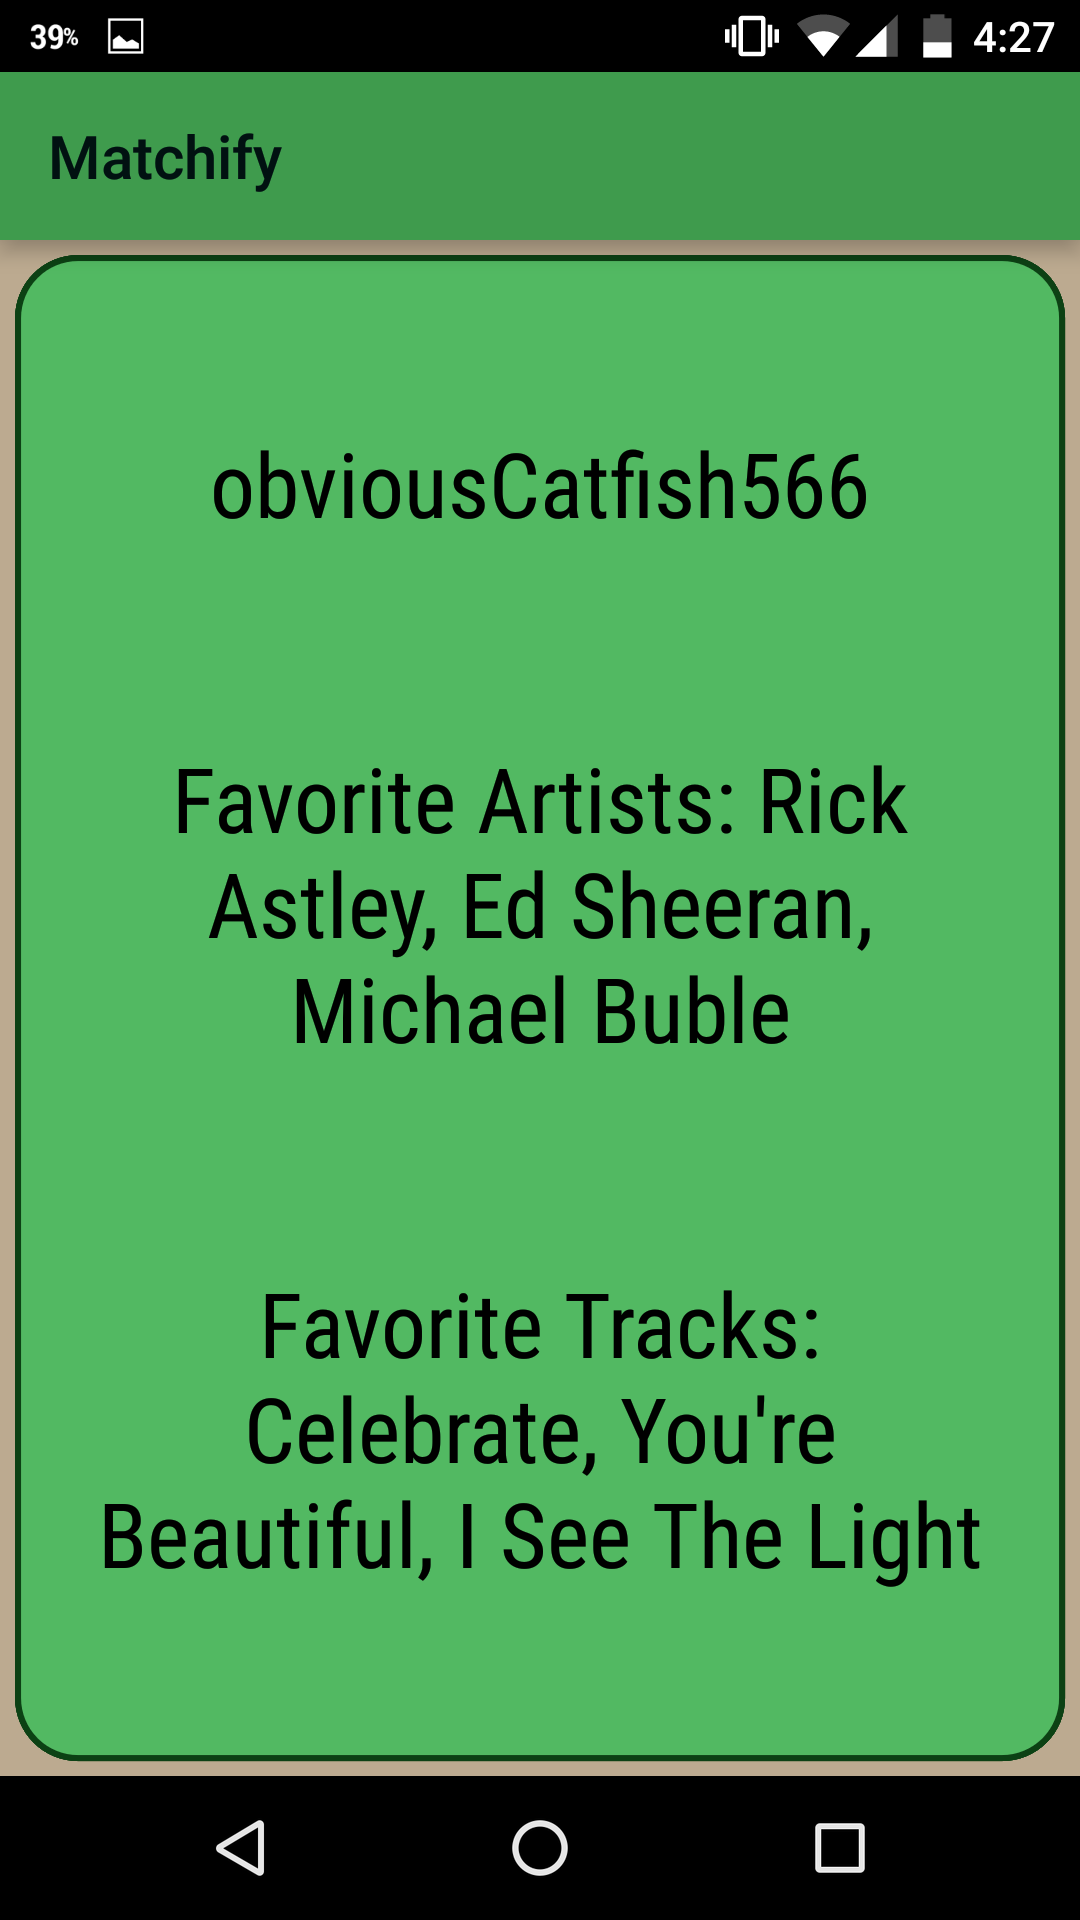 39% 4:27
Matchify
obviousCatfish566
Favorite Artists: Rick
Astley, Ed Sheeran,
Michael Buble
Favorite Tracks:
Celebrate, You're
Beautiful, I See The Light